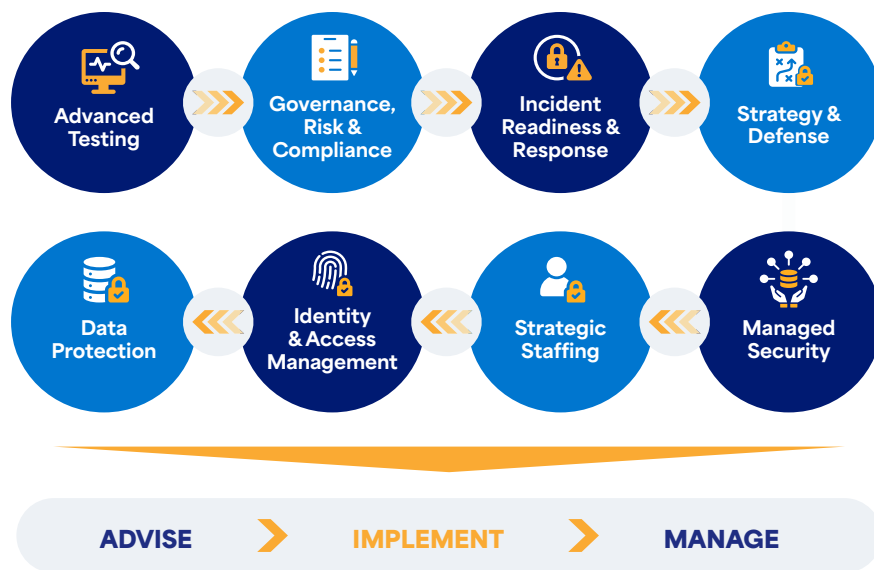 Advanced
Testing
Governance,
Risk &
Compliance
Incident
Readiness &
Response
Strategy &
Defense
Data
Protection
Identity
& Access
Management
Strategic
Staffing
Managed
Security
ADVISE
IMPLEMENT
MANAGE